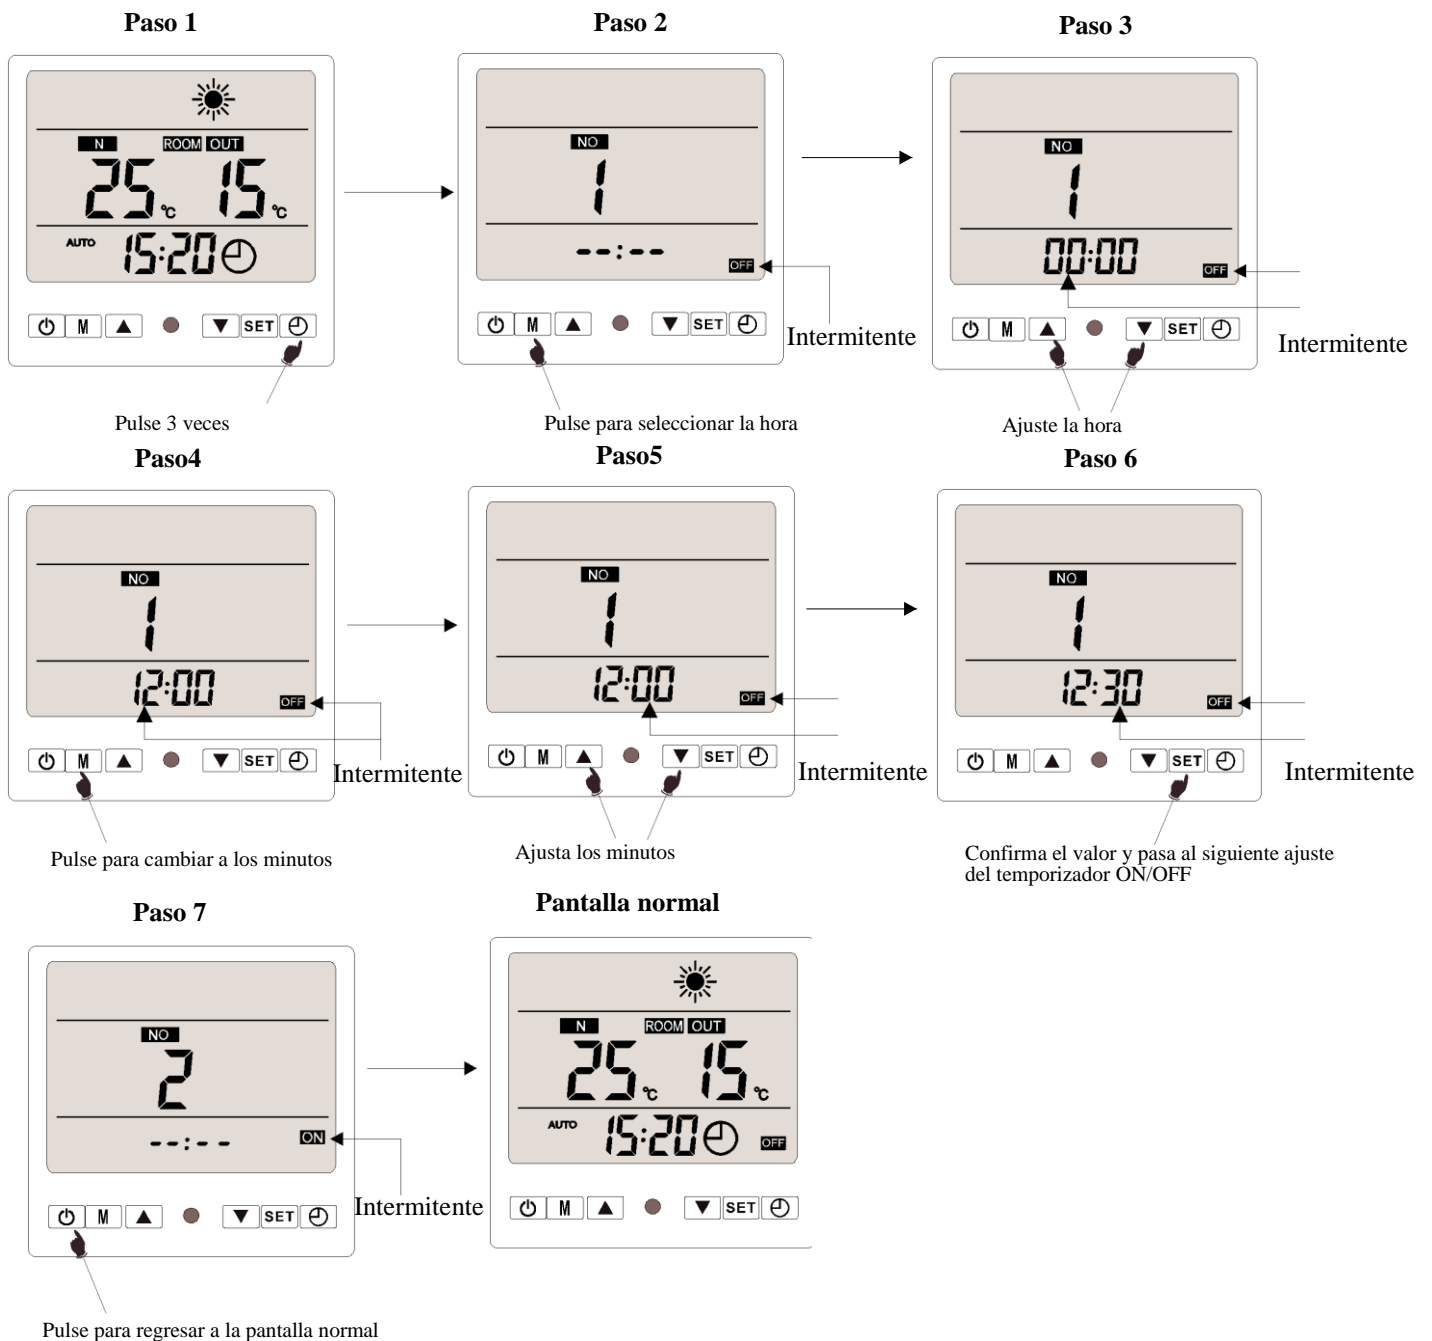 Paso 1
N ROOM OUT
25 °C 15 °C
AUTO 15:20
M SET
Pulse 3 veces
Paso 2
NO
1
--:--
OFF
M SET
Intermitente
Pulse para seleccionar la hora
Paso 3
NO
1
00:00
OFF
M SET
Intermitente
Ajuste la hora
Paso4
NO
1
12:00
OFF
M SET
Intermitente
Pulse para cambiar a los minutos
Paso5
NO
1
12:00
OFF
M SET
Intermitente
Ajusta los minutos
Paso 6
NO
1
12:30
OFF
M SET
Intermitente
Confirma el valor y pasa al siguiente ajuste
del temporizador ON/OFF
Paso 7
NO
2
--:--
ON
M SET
Intermitente
Pulse para regresar a la pantalla normal
Pantalla normal
N ROOM OUT
25 °C 15 °C
AUTO 15:20 OFF
M SET